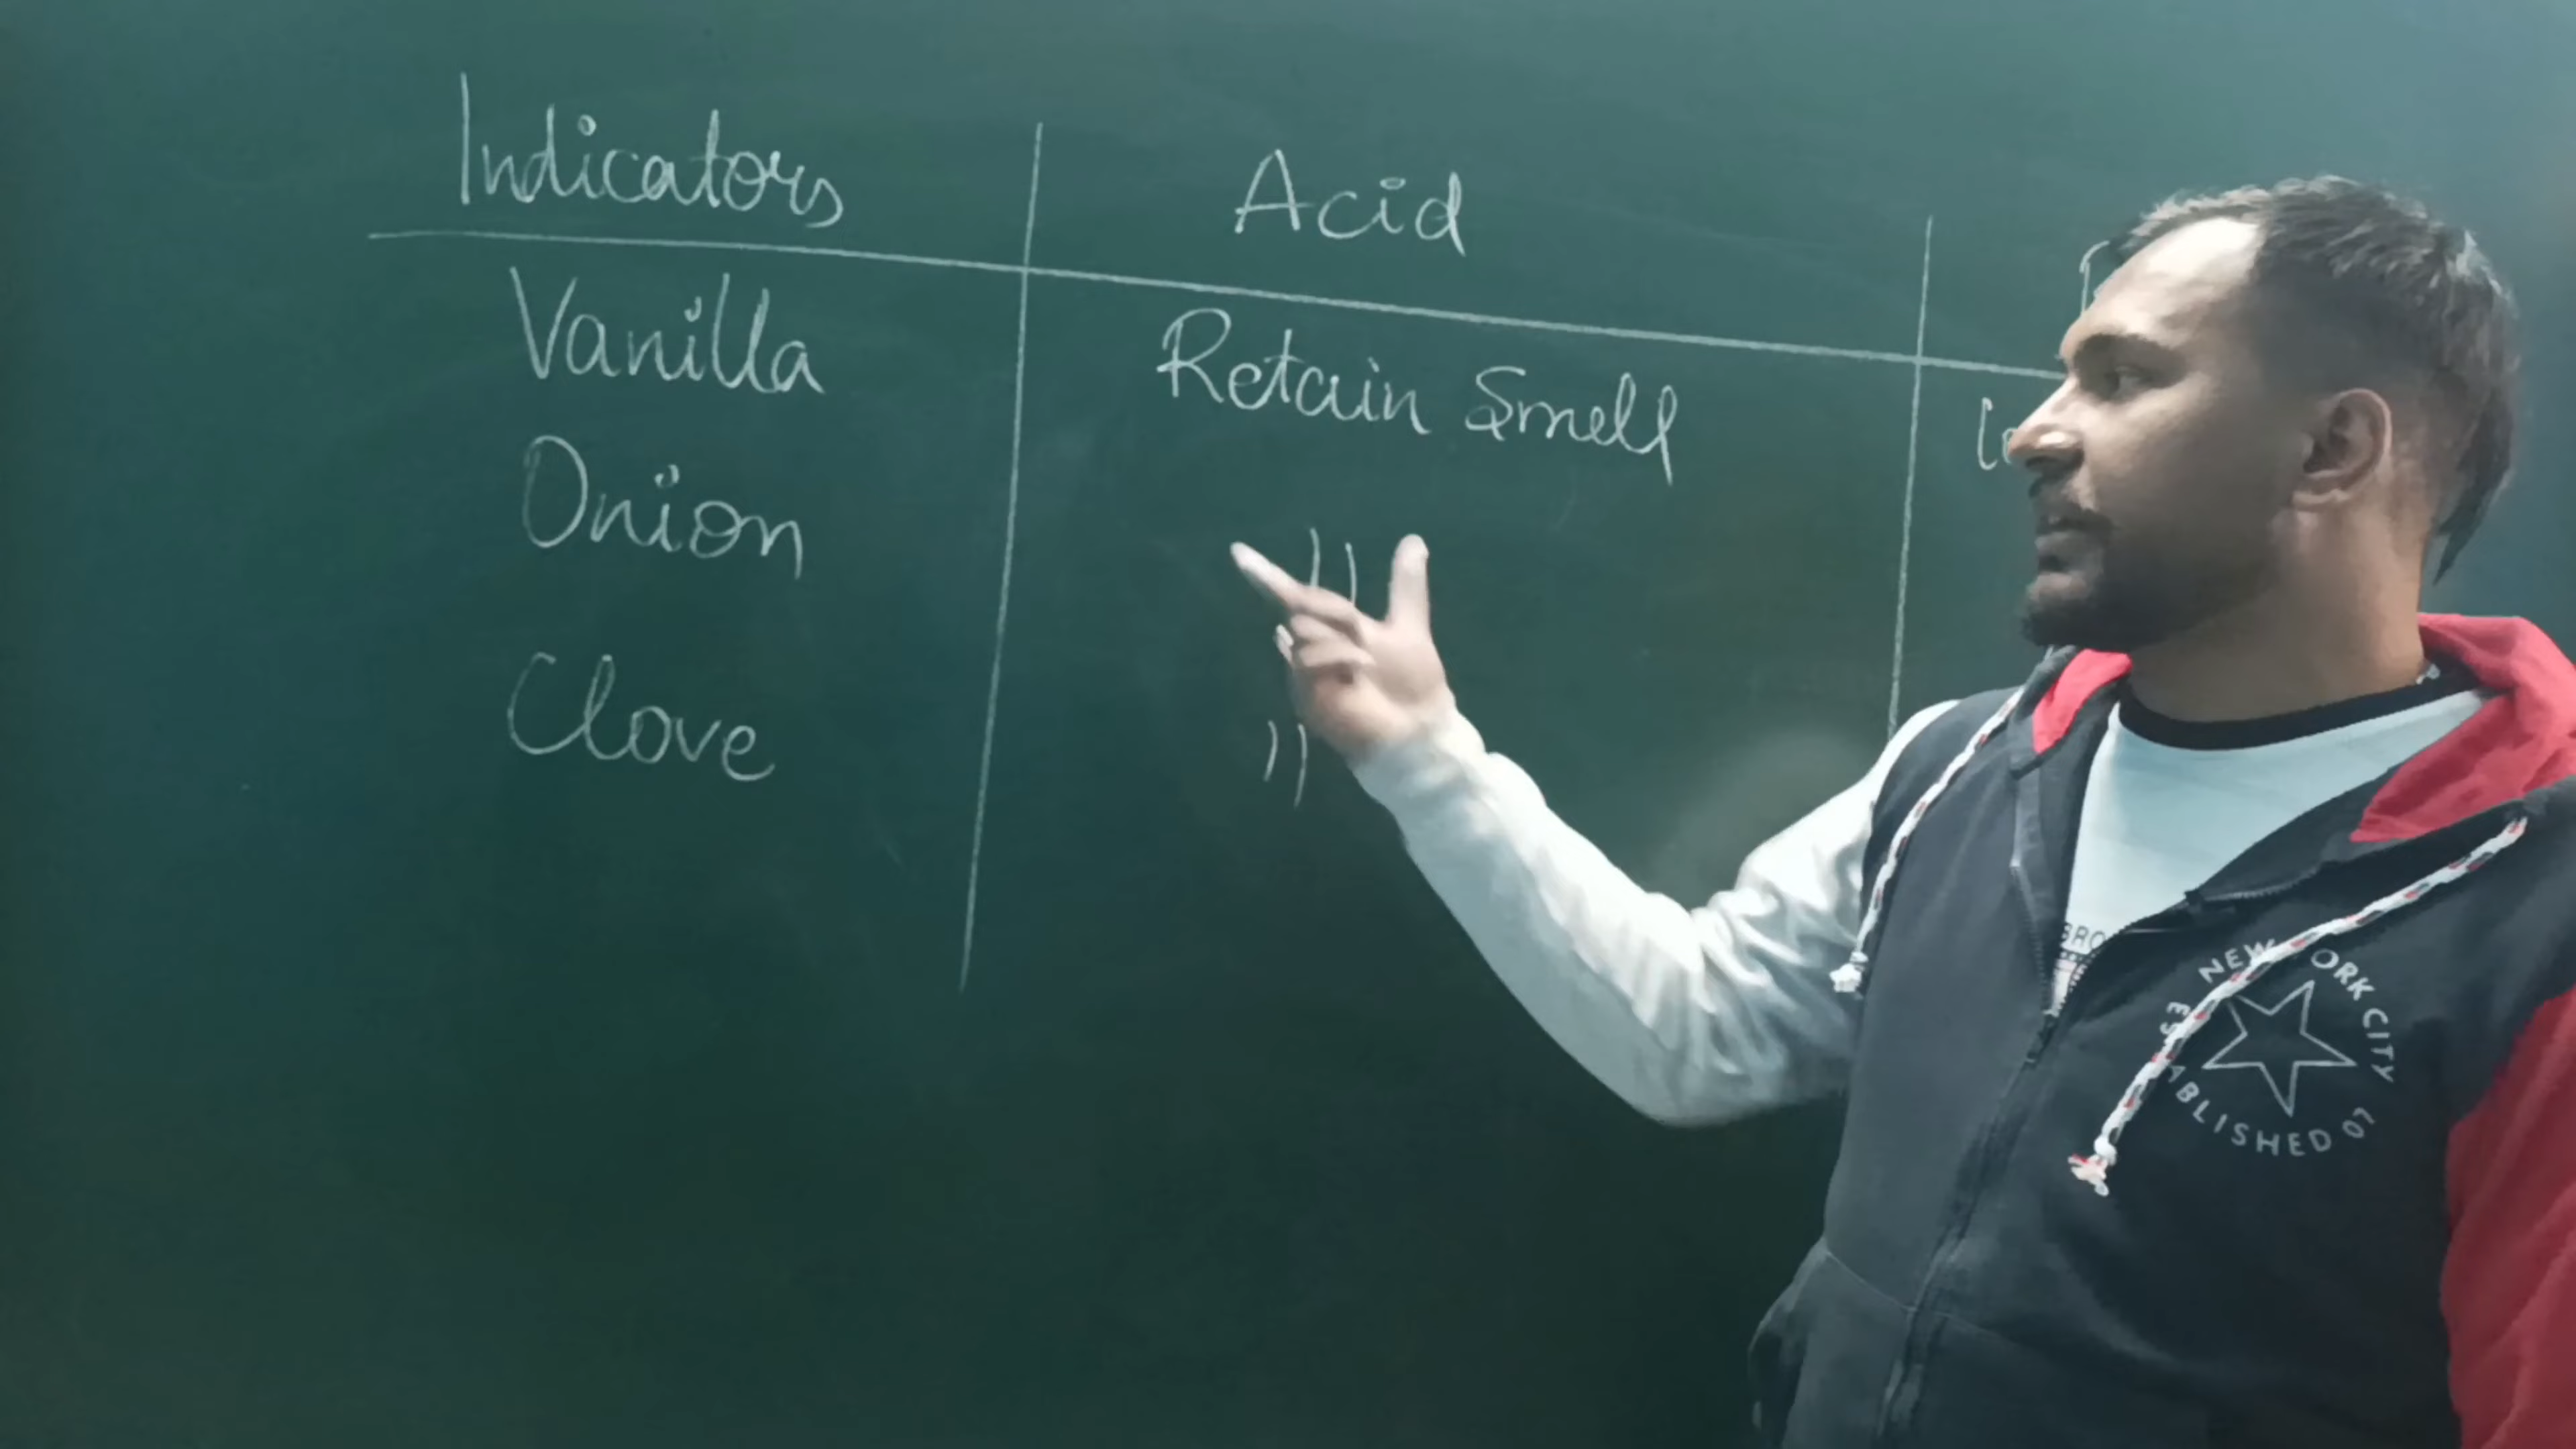 Indicators Acid
Vanilla Retain Smell
Onion "
Clove "
NEW YORK CITY
ESTABLISHED 07